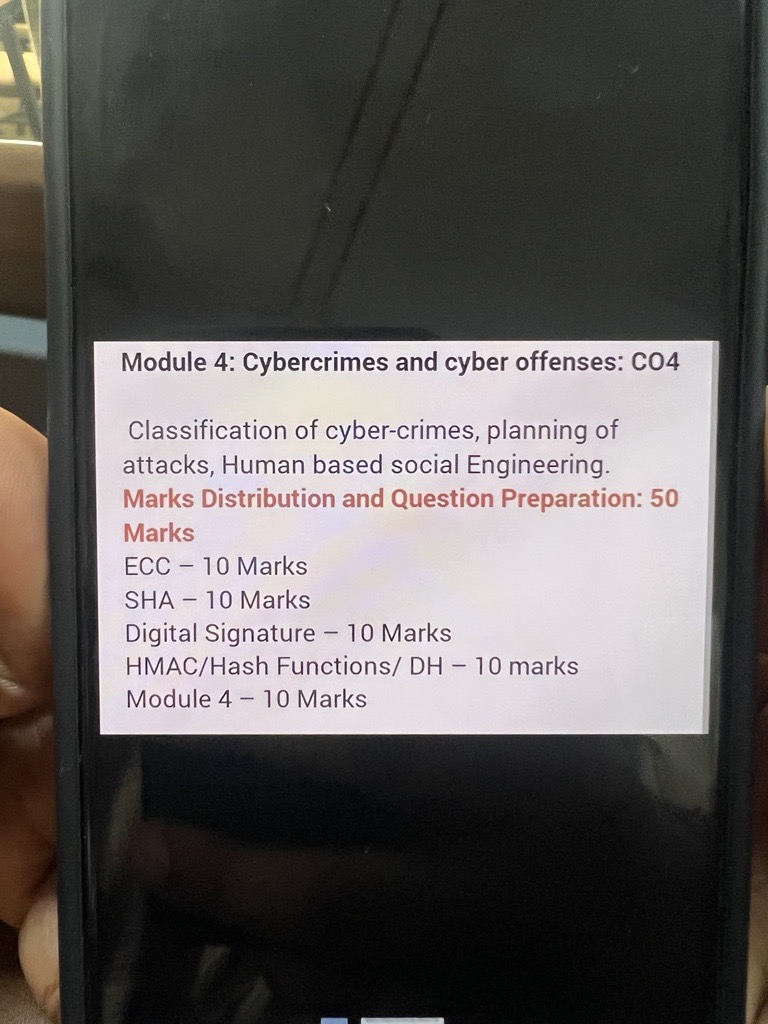 Module 4: Cybercrimes and cyber offenses: CO4
Classification of cyber-crimes, planning of
attacks, Human based social Engineering.
Marks Distribution and Question Preparation: 50
Marks
ECC – 10 Marks
SHA – 10 Marks
Digital Signature – 10 Marks
HMAC/Hash Functions/ DH – 10 marks
Module 4 – 10 Marks